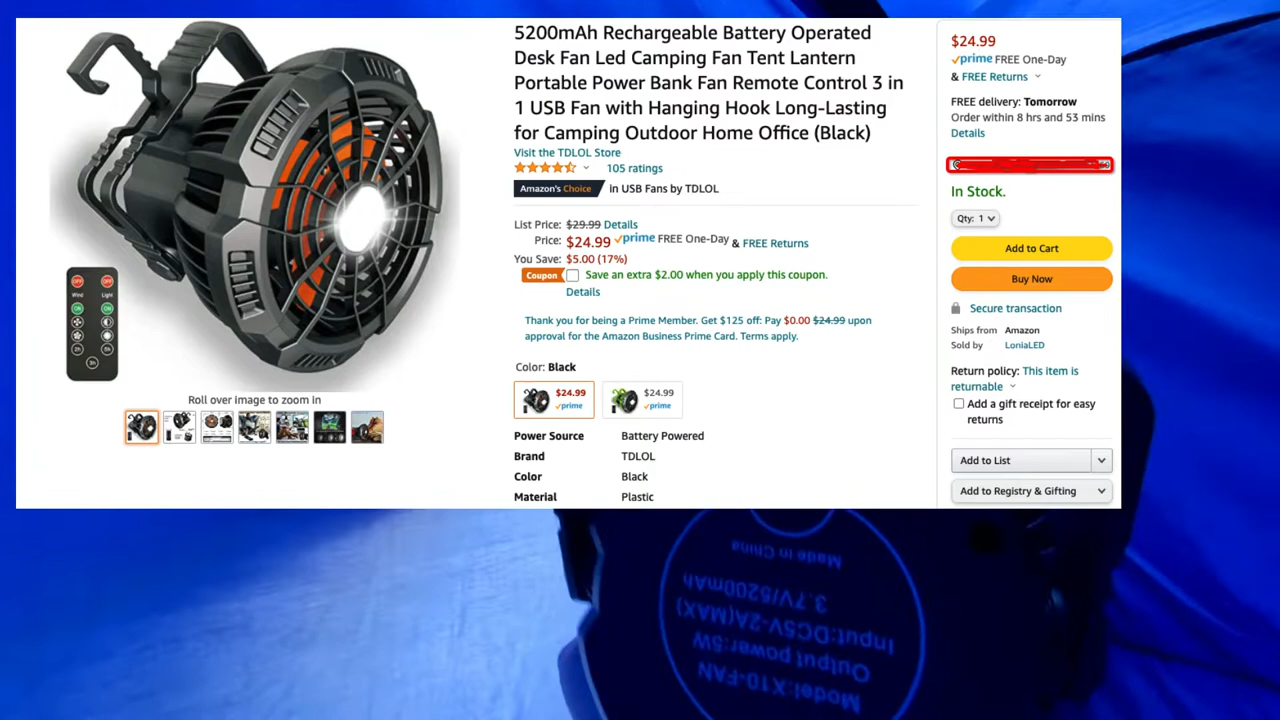 5200mAh Rechargeable Battery Operated
Desk Fan Led Camping Fan Tent Lantern
Portable Power Bank Fan Remote Control 3 in
1 USB Fan with Hanging Hook Long-Lasting
for Camping Outdoor Home Office (Black)
Visit the TDLOL Store
105 ratings
Amazon's Choice in USB Fans by TDLOL
List Price: $29.99 Details
Price: $24.99 prime FREE One-Day & FREE Returns
You Save: $5.00 (17%)
Coupon Save an extra $2.00 when you apply this coupon.
Details
Thank you for being a Prime Member. Get $125 off: Pay $0.00 $24.99 upon
approval for the Amazon Business Prime Card. Terms apply.
Color: Black
$24.99
prime
$24.99
prime
Power Source Battery Powered
Brand TDLOL
Color Black
Material Plastic
OFF OFF
Wind Light
ON ON
2h 5h
Roll over image to zoom in
$24.99
prime FREE One-Day
& FREE Returns
FREE delivery: Tomorrow
Order within 8 hrs and 53 mins
Details
In Stock.
Qty: 1
Add to Cart
Buy Now
Secure transaction
Ships from Amazon
Sold by LoniaLED
Return policy: This item is
returnable
Add a gift receipt for easy
returns
Add to List
Add to Registry & Gifting
Model:X10-FAN
Output power:5W
Input:DC5V-2A(MAX)
3.7V/5200mAh
Made in China